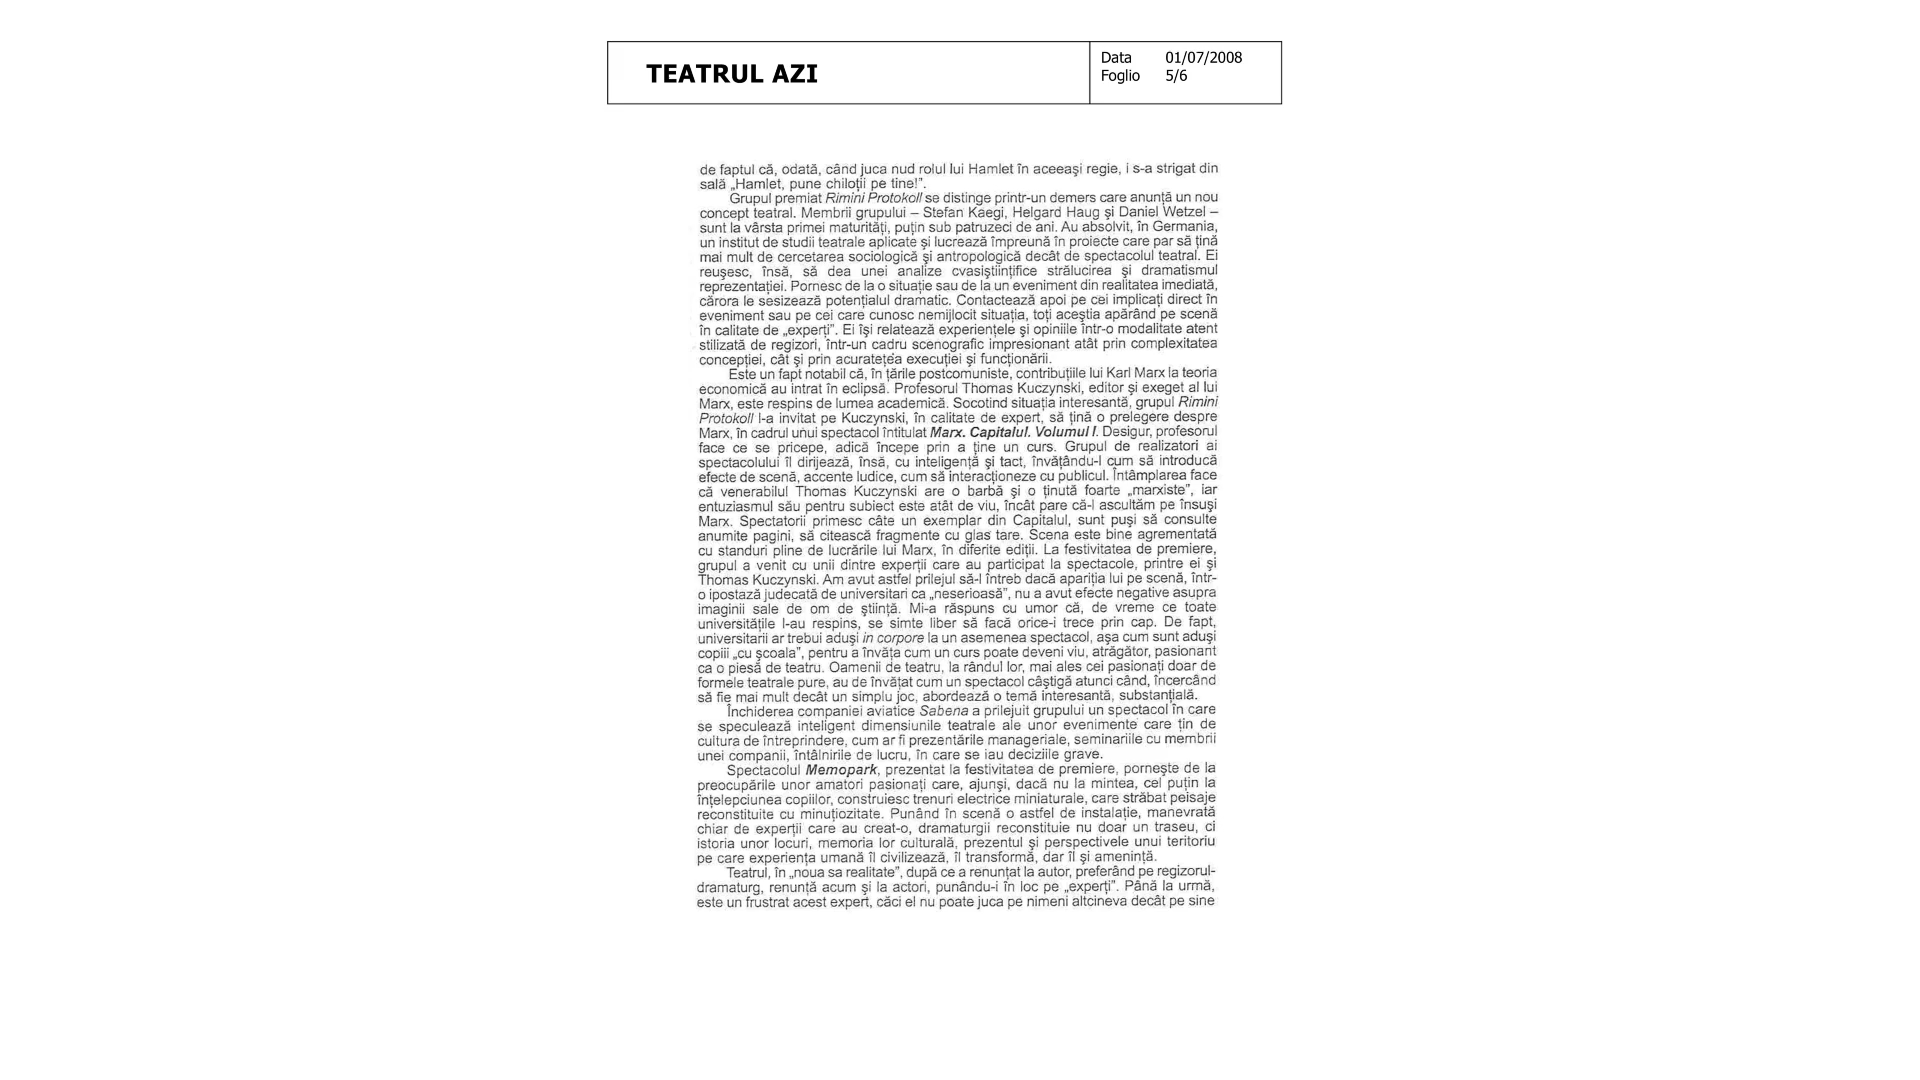 TEATRUL AZI
Data 01/07/2008
Foglio 5/6
de faptul că, odată, când juca nud rolul lui Hamlet în aceeaşi regie, i s-a strigat din
sală „Hamlet, pune chiloţii pe tine!”.
Grupul premiat Rimini Protokoll se distinge printr-un demers care anunţă un nou
concept teatral. Membrii grupului – Stefan Kaegi, Helgard Haug şi Daniel Wetzel –
sunt la vârsta primei maturităţi, puţin sub patruzeci de ani. Au absolvit, în Germania,
un institut de studii teatrale aplicate şi lucrează împreună în proiecte care par să ţină
mai mult de cercetarea sociologică şi antropologică decât de spectacolul teatral. Ei
reuşesc, însă, să dea unei analize cvasiştiinţifice strălucirea şi dramatismul
reprezentaţiei. Pornesc de la o situaţie sau de la un eveniment din realitatea imediată,
cărora le sesizează potenţialul dramatic. Contactează apoi pe cei implicaţi direct în
eveniment sau pe cei care cunosc nemijlocit situaţia, toţi aceştia apărând pe scenă
în calitate de „experţi”. Ei îşi relatează experienţele şi opiniile într-o modalitate atent
stilizată de regizori, într-un cadru scenografic impresionant atât prin complexitatea
concepţiei, cât şi prin acurateţea execuţiei şi funcţionării.
Este un fapt notabil că, în ţările postcomuniste, contribuţiile lui Karl Marx la teoria
economică au intrat în eclipsă. Profesorul Thomas Kuczynski, editor şi exeget al lui
Marx, este respins de lumea academică. Socotind situaţia interesantă, grupul Rimini
Protokoll l-a invitat pe Kuczynski, în calitate de expert, să ţină o prelegere despre
Marx, în cadrul unui spectacol întitulat Marx. Capitalul. Volumul I. Desigur, profesorul
face ce se pricepe, adică începe prin a ţine un curs. Grupul de realizatori ai
spectacolului îl dirijează, însă, cu inteligenţă şi tact, învăţându-l cum să introducă
efecte de scenă, accente ludice, cum să interacţioneze cu publicul. Întâmplarea face
că venerabilul Thomas Kuczynski are o barbă şi o ţinută foarte „marxiste”, iar
entuziasmul său pentru subiect este atât de viu, încât pare că-l ascultăm pe însuşi
Marx. Spectatorii primesc câte un exemplar din Capitalul, sunt puşi să consulte
anumite pagini, să citească fragmente cu glas tare. Scena este bine agrementată
cu standuri pline de lucrările lui Marx, în diferite ediţii. La festivitatea de premiere,
grupul a venit cu unii dintre experţii care au participat la spectacole, printre ei şi
Thomas Kuczynski. Am avut astfel prilejul să-l întreb dacă apariţia lui pe scenă, într-
o ipostază judecată de universitari ca „neserioasă”, nu a avut efecte negative asupra
imaginii sale de om de ştiinţă. Mi-a răspuns cu umor că, de vreme ce toate
universităţile l-au respins, se simte liber să facă orice-i trece prin cap. De fapt,
universitarii ar trebui aduşi in corpore la un asemenea spectacol, aşa cum sunt aduşi
copiii „cu şcoala”, pentru a învăţa cum un curs poate deveni viu, atrăgător, pasionant
ca o piesă de teatru. Oamenii de teatru, la rândul lor, mai ales cei pasionaţi doar de
formele teatrale pure, au de învăţat cum un spectacol câştigă atunci când, încercând
să fie mai mult decât un simplu joc, abordează o temă interesantă, substanţială.
Închiderea companiei aviatice Sabena a prilejuit grupului un spectacol în care
se speculează inteligent dimensiunile teatrale ale unor evenimente care ţin de
cultura de întreprindere, cum ar fi prezentările manageriale, seminariile cu membrii
unei companii, întâlnirile de lucru, în care se iau deciziile grave.
Spectacolul Memopark, prezentat la festivitatea de premiere, porneşte de la
preocupările unor amatori pasionaţi care, ajunşi, dacă nu la mintea, cel puţin la
înţelepciunea copiilor, construiesc trenuri electrice miniaturale, care străbat peisaje
reconstituite cu minuţiozitate. Punând în scenă o astfel de instalaţie, manevrată
chiar de experţii care au creat-o, dramaturgii reconstituie nu doar un traseu, ci
istoria unor locuri, memoria lor culturală, prezentul şi perspectivele unui teritoriu
pe care experienţa umană îl civilizează, îl transformă, dar îl şi ameninţă.
Teatrul, în „noua sa realitate”, după ce a renunţat la autor, preferând pe regizorul-
dramaturg, renunţă acum şi la actori, punându-i în loc pe „experţi”. Până la urmă,
este un frustrat acest expert, căci el nu poate juca pe nimeni altcineva decât pe sine